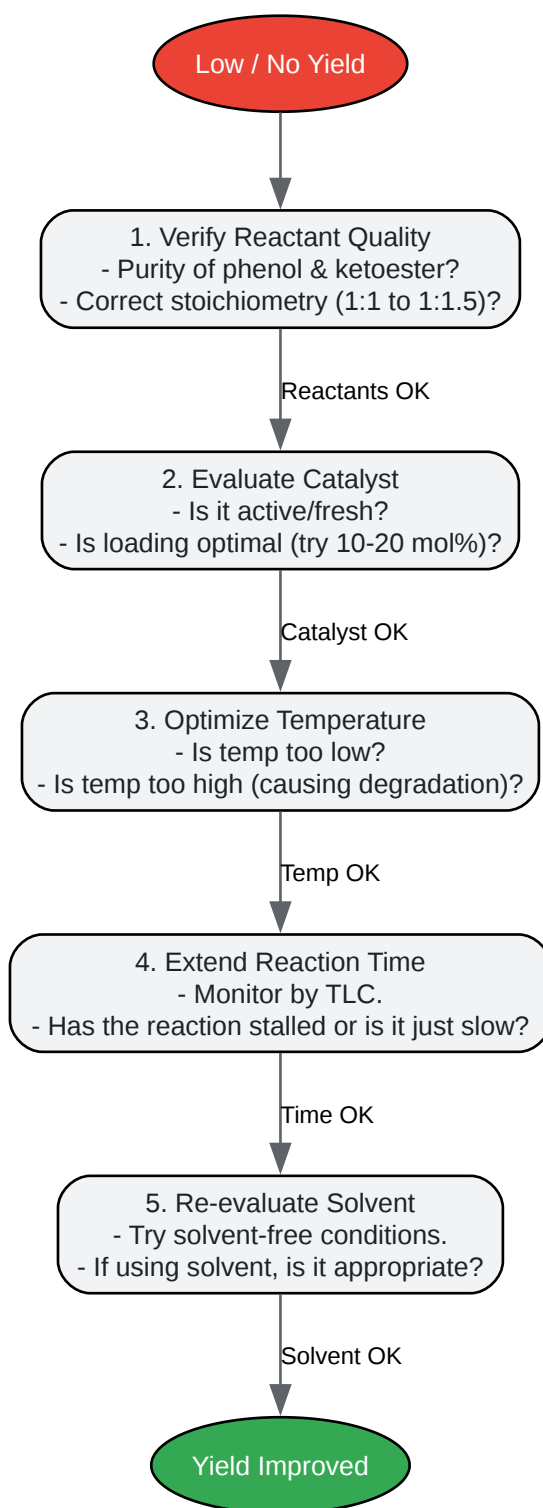 Low / No Yield
1. Verify Reactant Quality
- Purity of phenol & ketoester?
- Correct stoichiometry (1:1 to 1:1.5)?
Reactants OK
2. Evaluate Catalyst
- Is it active/fresh?
- Is loading optimal (try 10-20 mol%)?
Catalyst OK
3. Optimize Temperature
- Is temp too low?
- Is temp too high (causing degradation)?
Temp OK
4. Extend Reaction Time
- Monitor by TLC.
- Has the reaction stalled or is it just slow?
Time OK
5. Re-evaluate Solvent
- Try solvent-free conditions.
- If using solvent, is it appropriate?
Solvent OK
Yield Improved